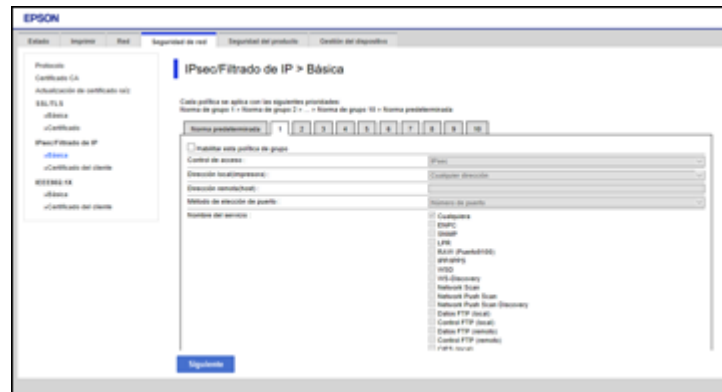 EPSON
Estado Imprimir Red Seguridad de red Seguridad del producto Gestión del dispositivo
Protocolo
Certificado CA
Actualización de certificado raíz
SSL/TLS
»Básica
»Certificado
IPsec/Filtrado de IP
»Básica
»Certificado del cliente
IEEE802.1X
»Básica
»Certificado del cliente
IPsec/Filtrado de IP > Básica
Cada política se aplica con las siguientes prioridades:
Norma de grupo 1 > Norma de grupo 2 > ... > Norma de grupo 10 > Norma predeterminada
Norma predeterminada 1 2 3 4 5 6 7 8 9 10
Habilitar esta política de grupo
Control de acceso : IPsec
Dirección local(impresora) : Cualquier dirección
Dirección remota(host) :
Método de elección de puerto : Número de puerto
Nombre del servicio : Cualquiera
ENPC
SNMP
LPR
RAW (Puerto9100)
IPP/IPPS
WSD
WS-Discovery
Network Scan
Network Push Scan
Network Push Scan Discovery
Datos FTP (local)
Control FTP (local)
Datos FTP (remoto)
Control FTP (remoto)
CIFS (local)
Siguiente